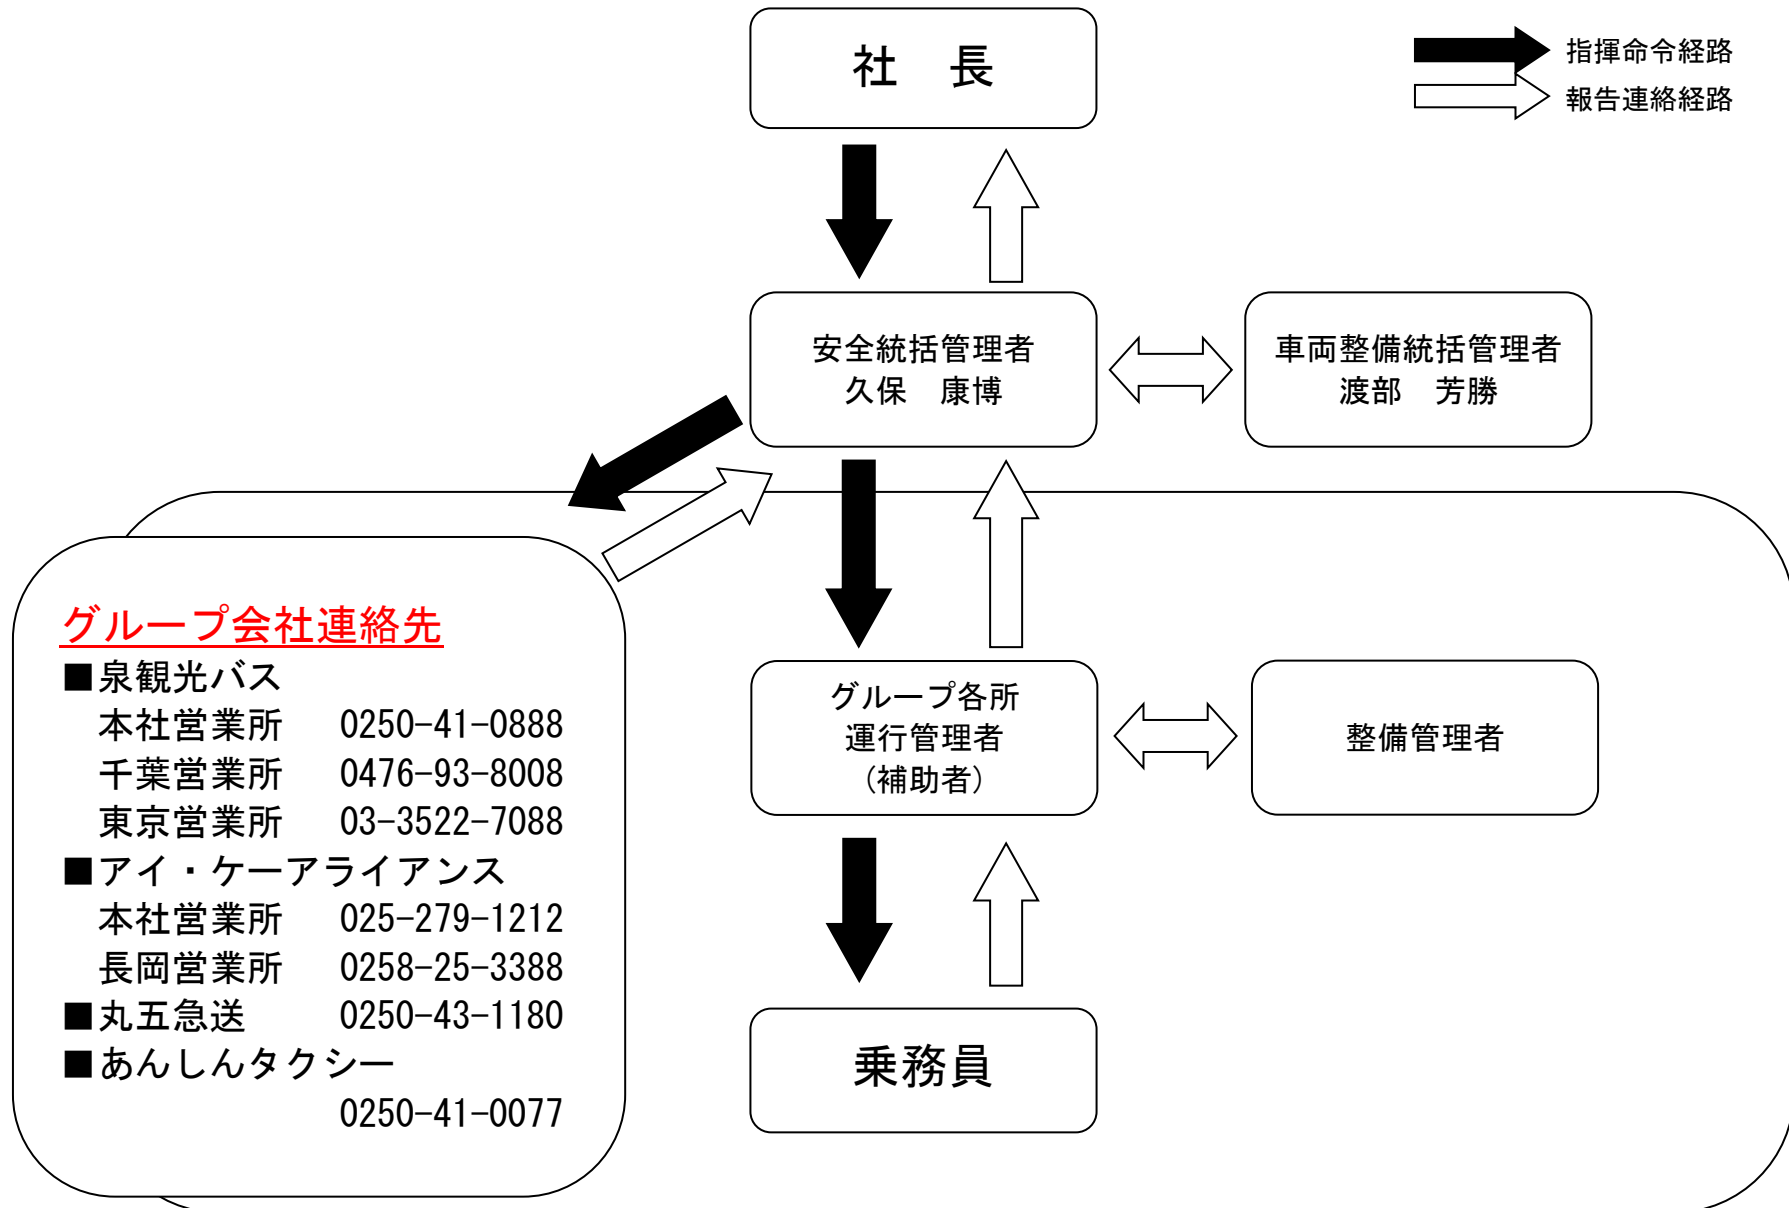 社　長
指揮命令経路
報告連絡経路
安全統括管理者
久保　康博
車両整備統括管理者
渡部　芳勝
グループ会社連絡先
■泉観光バス
本社営業所　0250-41-0888
千葉営業所　0476-93-8008
東京営業所　03-3522-7088
■アイ・ケーアライアンス
本社営業所　025-279-1212
長岡営業所　0258-25-3388
■丸五急送　0250-43-1180
■あんしんタクシー
0250-41-0077
グループ各所
運行管理者
(補助者)
整備管理者
乗務員